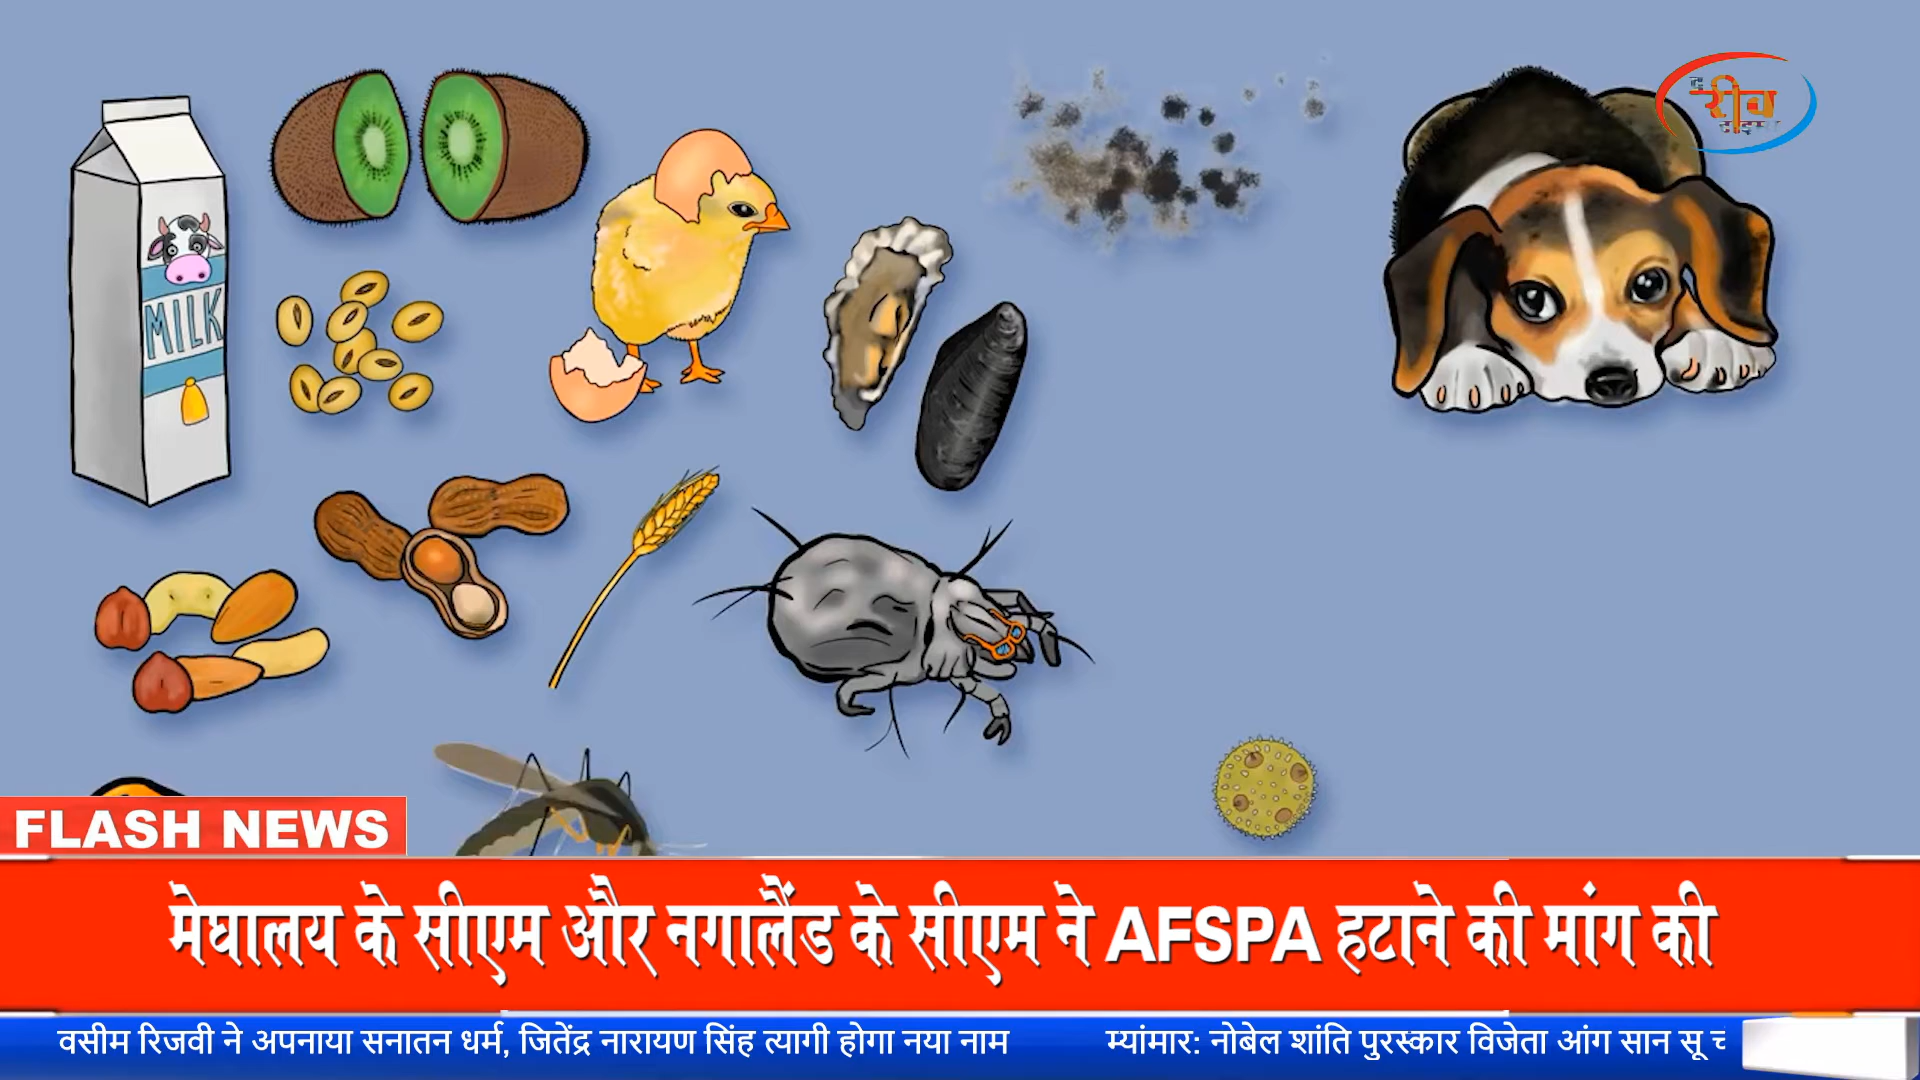 द
रीव
टाइम्स
MILK
FLASH NEWS
मेघालय के सीएम और नगालैंड के सीएम ने AFSPA हटाने की मांग की
वसीम रिजवी ने अपनाया सनातन धर्म, जितेंद्र नारायण सिंह त्यागी होगा नया नाम म्यांमार: नोबेल शांति पुरस्कार विजेता आंग सान सू